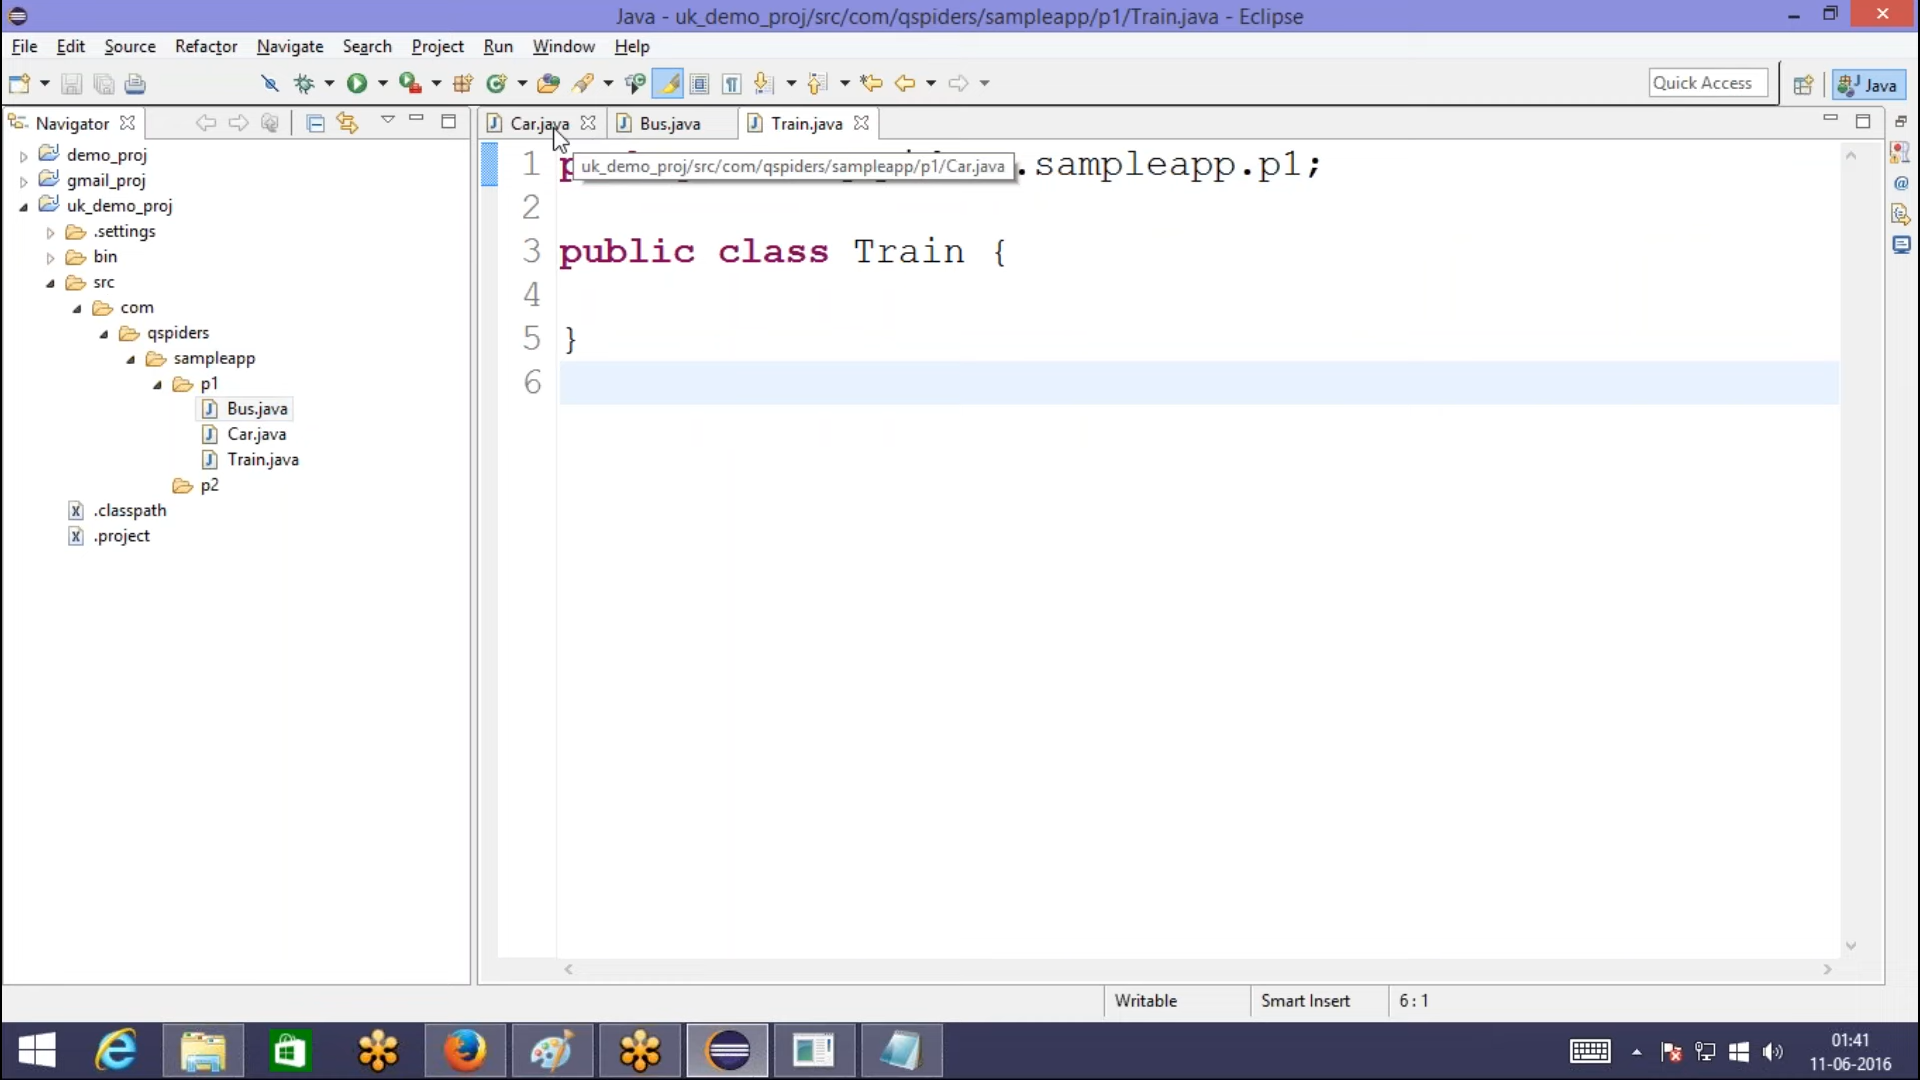 Java - uk_demo_proj/src/com/qspiders/sampleapp/p1/Train.java - Eclipse
File Edit Source Refactor Navigate Search Project Run Window Help
Quick Access
Java
Navigator
Car.java
Bus.java
Train.java
demo_proj
gmail_proj
uk_demo_proj
.settings
bin
src
com
qspiders
sampleapp
p1
Bus.java
Car.java
Train.java
p2
.classpath
.project
uk_demo_proj/src/com/qspiders/sampleapp/p1/Car.java
1 .sampleapp.p1;
2
3 public class Train {
4
5 }
6
Writable
Smart Insert
6 : 1
01:41
11-06-2016